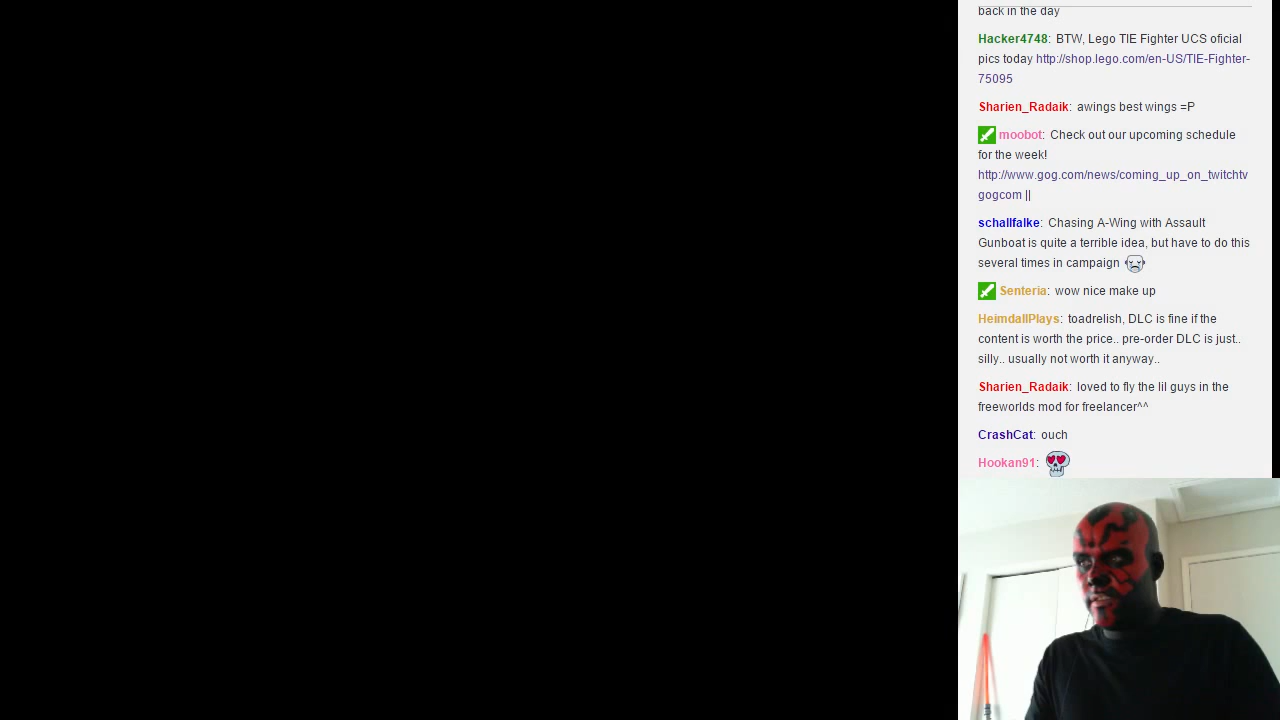 back in the day
Hacker4748: BTW, Lego TIE Fighter UCS oficial
pics today http://shop.lego.com/en-US/TIE-Fighter-
75095
Sharien_Radaik: awings best wings =P
moobot: Check out our upcoming schedule
for the week!
http://www.gog.com/news/coming_up_on_twitchtv
gogcom ||
schallfalke: Chasing A-Wing with Assault
Gunboat is quite a terrible idea, but have to do this
several times in campaign
Senteria: wow nice make up
HeimdallPlays: toadrelish, DLC is fine if the
content is worth the price.. pre-order DLC is just..
silly.. usually not worth it anyway..
Sharien_Radaik: loved to fly the lil guys in the
freeworlds mod for freelancer^^
CrashCat: ouch
Hookan91: